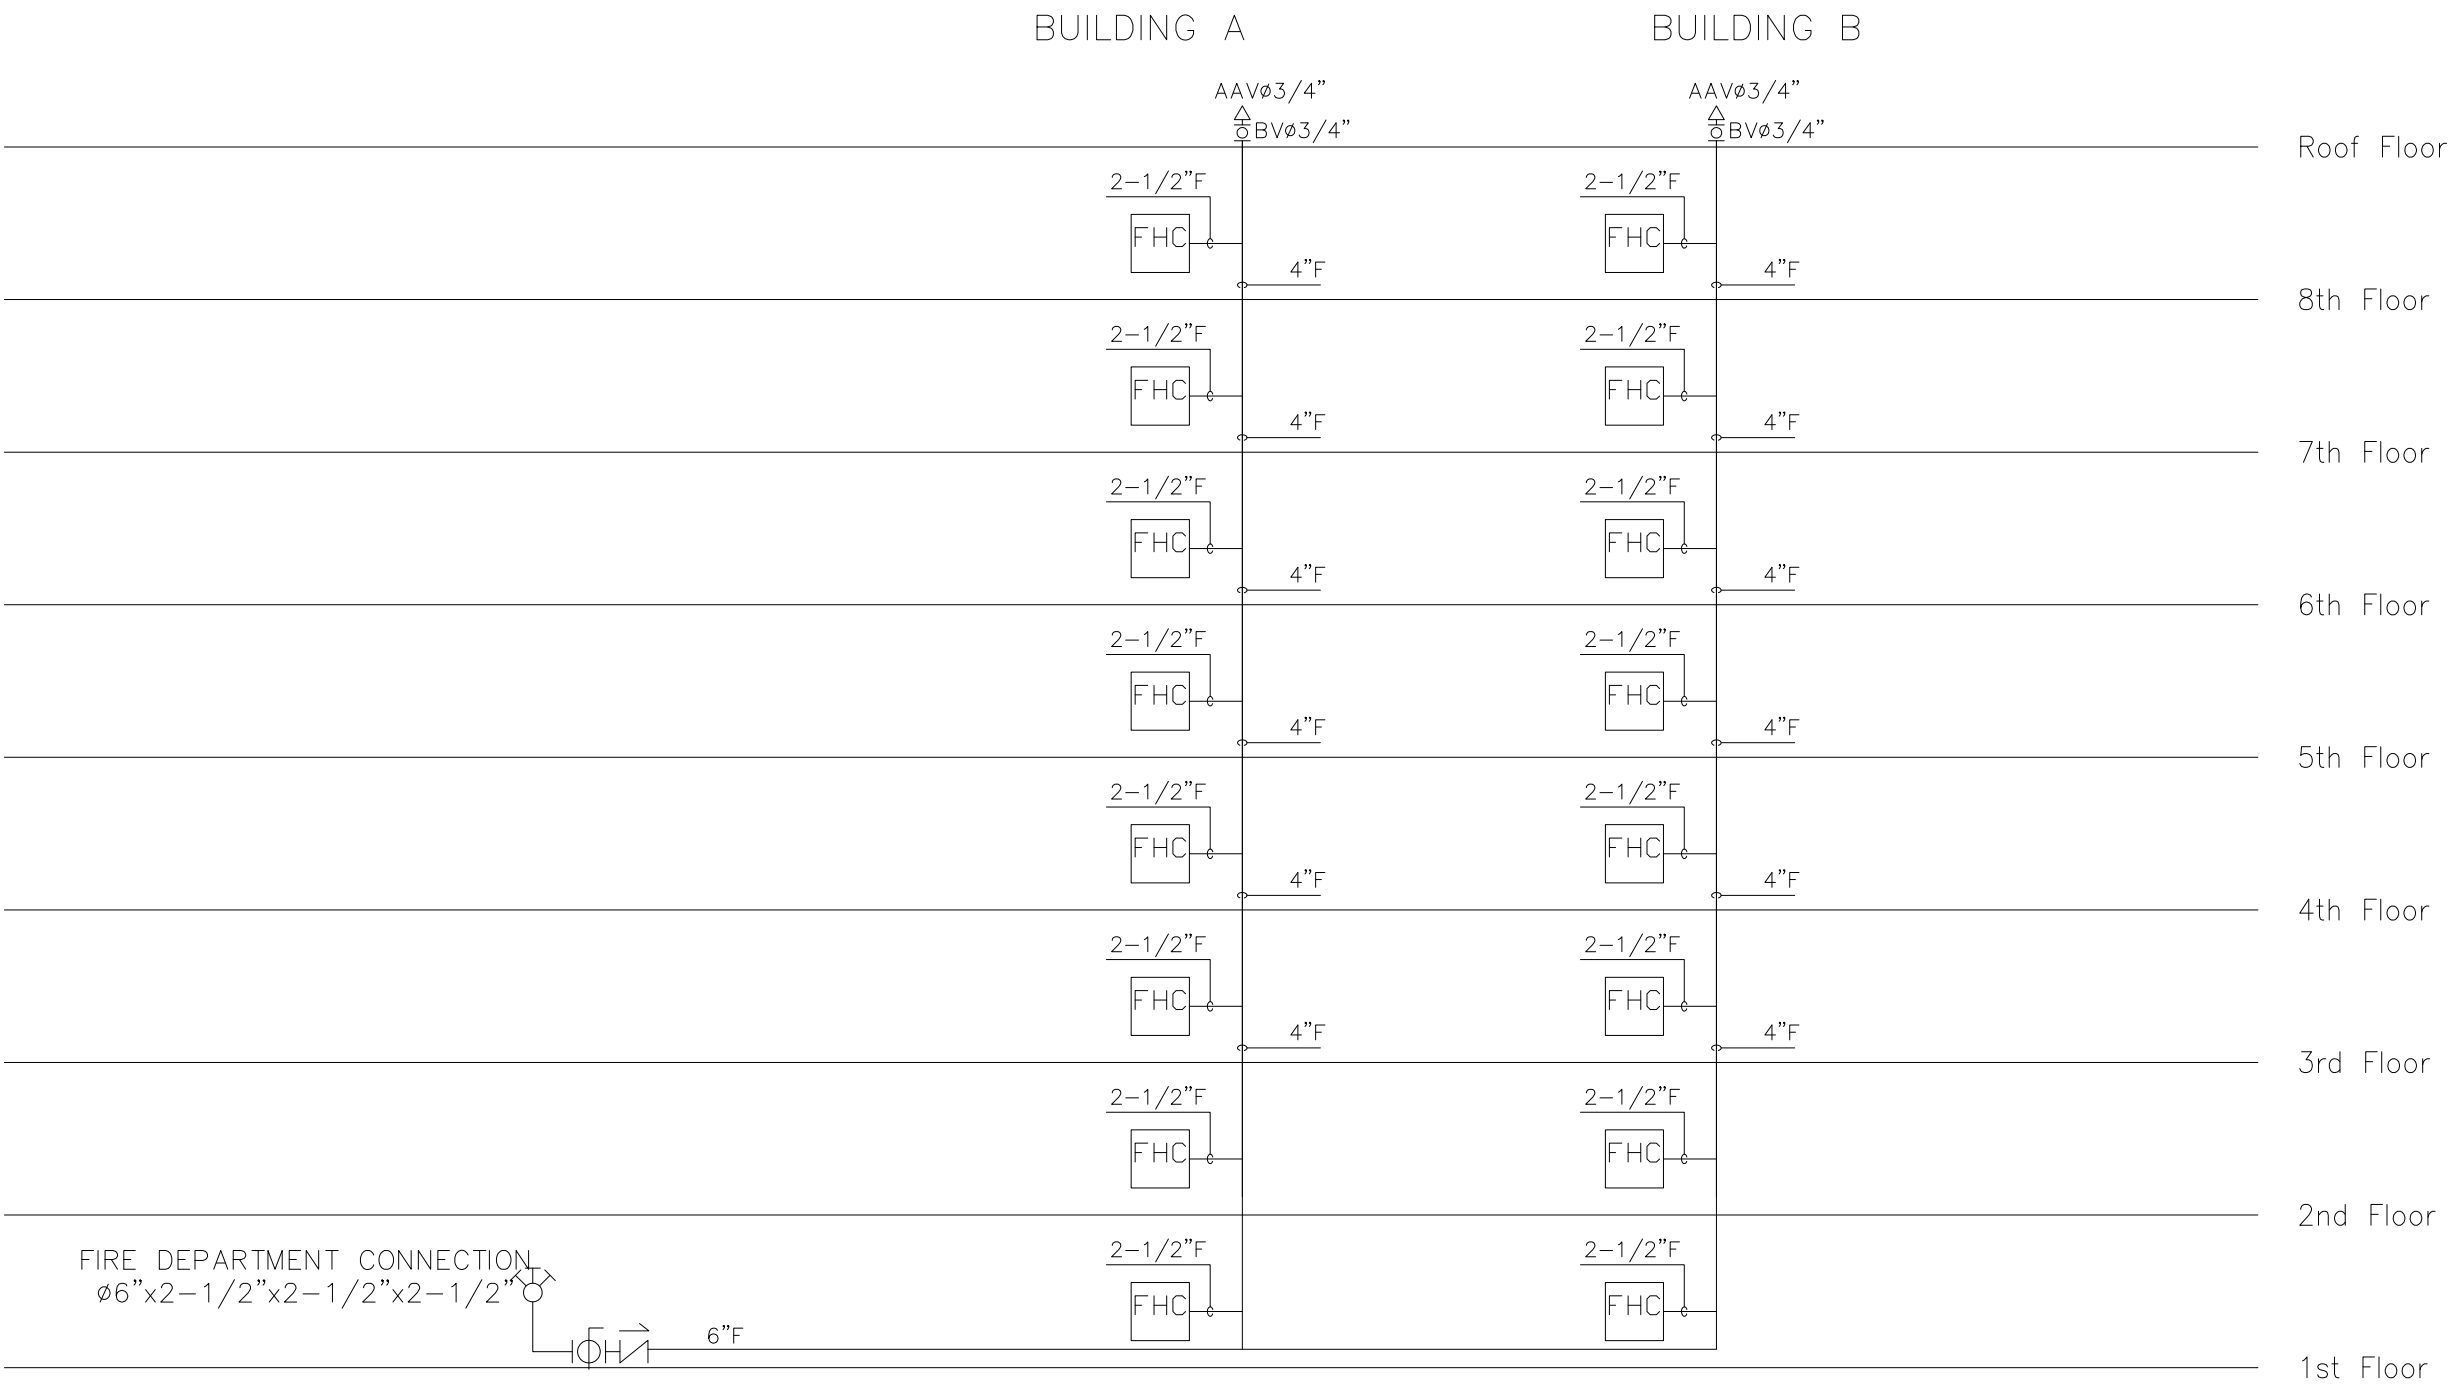 BUILDING A
BUILDING B
AAVø3/4”
AAVø3/4”
BVø3/4”
BVø3/4”
Roof Floor
2-1/2”F
2-1/2”F
FHC
FHC
4”F
4”F
8th Floor
2-1/2”F
2-1/2”F
FHC
FHC
4”F
4”F
7th Floor
2-1/2”F
2-1/2”F
FHC
FHC
4”F
4”F
6th Floor
2-1/2”F
2-1/2”F
FHC
FHC
4”F
4”F
5th Floor
2-1/2”F
2-1/2”F
FHC
FHC
4”F
4”F
4th Floor
2-1/2”F
2-1/2”F
FHC
FHC
4”F
4”F
3rd Floor
2-1/2”F
2-1/2”F
FHC
FHC
2nd Floor
FIRE DEPARTMENT CONNECTION
ø6”x2-1/2”x2-1/2”x2-1/2”
2-1/2”F
2-1/2”F
FHC
FHC
6”F
1st Floor